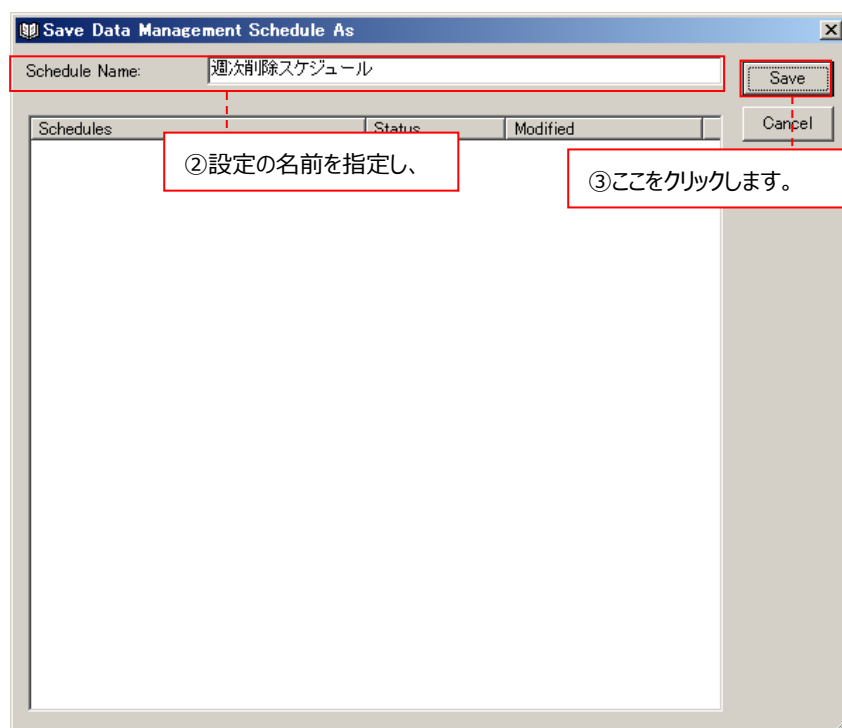 Save Data Management Schedule As
Schedule Name: 週次削除スケジュール
Save
Cancel
Schedules Status Modified
②設定の名前を指定し、
③ここをクリックします。